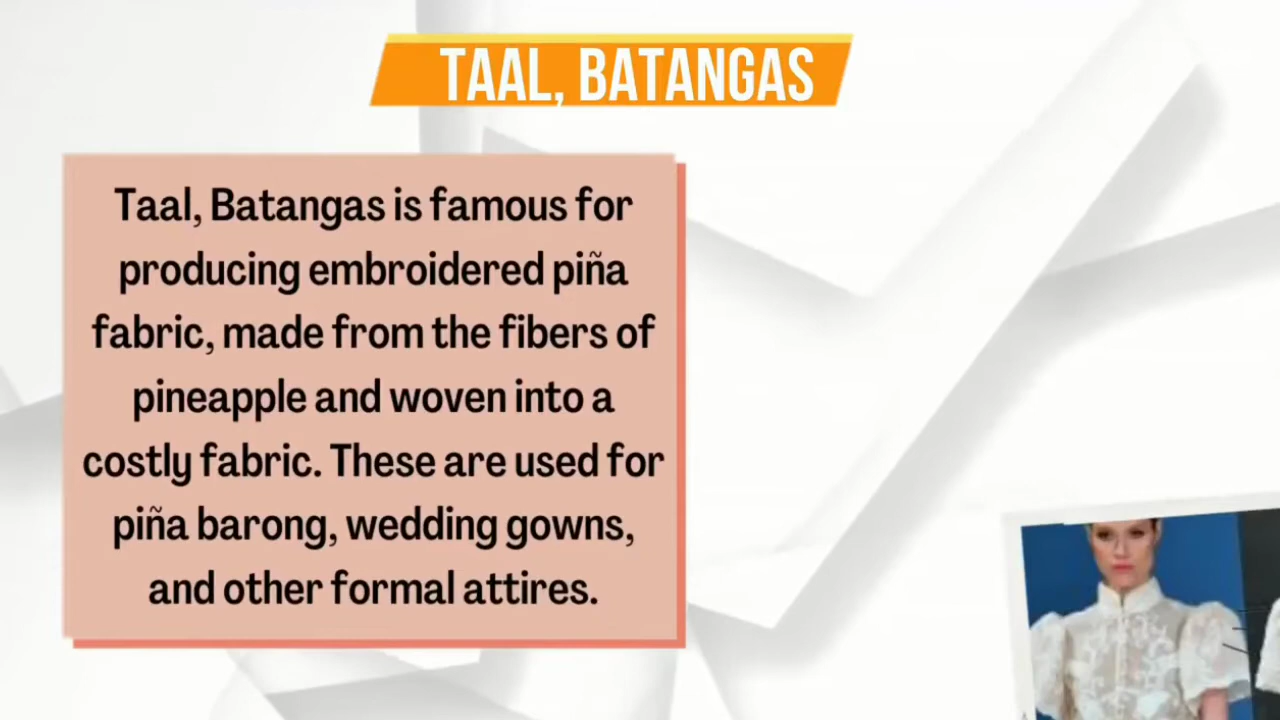 TAAL, BATANGAS
Taal, Batangas is famous for
producing embroidered piña
fabric, made from the fibers of
pineapple and woven into a
costly fabric. These are used for
piña barong, wedding gowns,
and other formal attires.